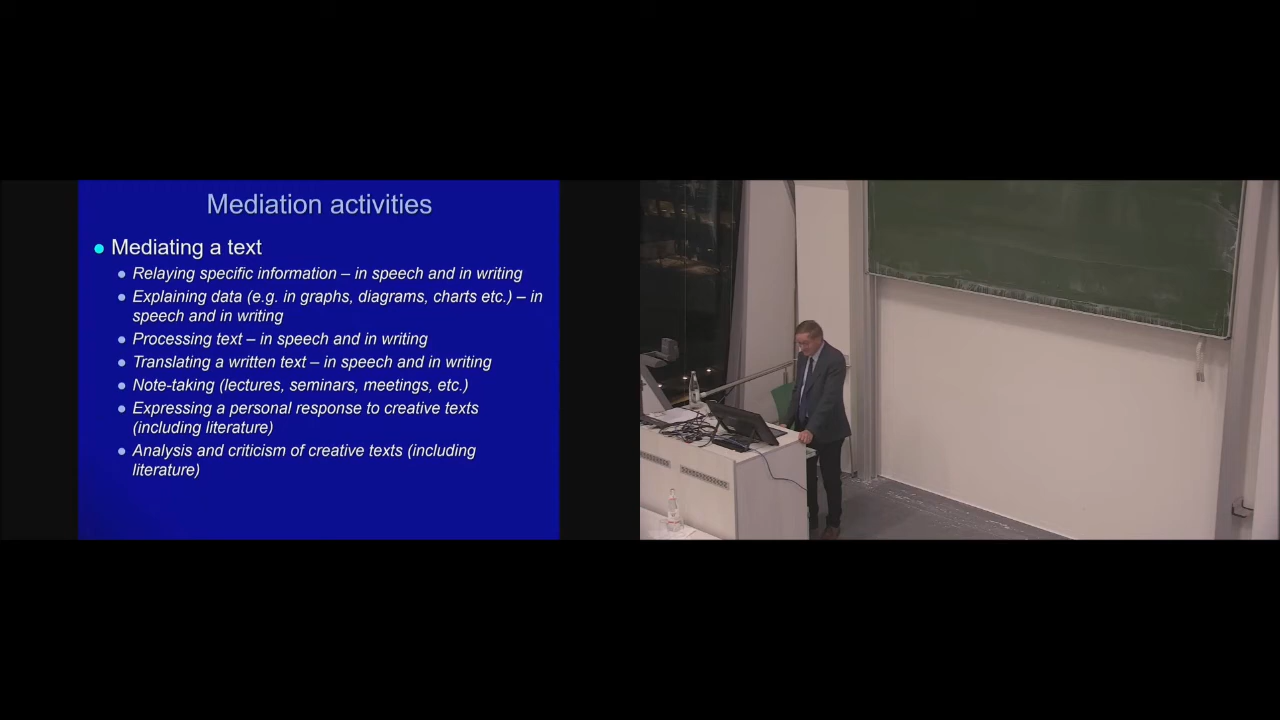 Mediation activities
Mediating a text
Relaying specific information – in speech and in writing
Explaining data (e.g. in graphs, diagrams, charts etc.) – in
speech and in writing
Processing text – in speech and in writing
Translating a written text – in speech and in writing
Note-taking (lectures, seminars, meetings, etc.)
Expressing a personal response to creative texts
(including literature)
Analysis and criticism of creative texts (including
literature)